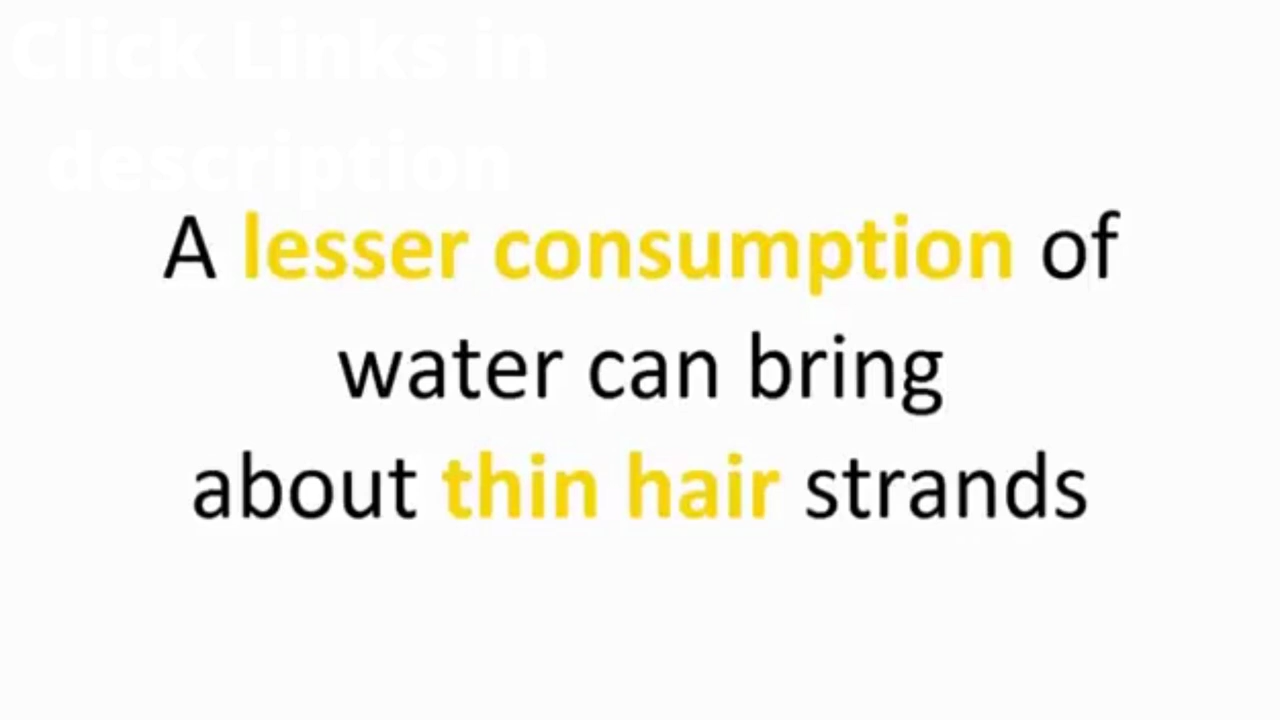 Click Links in
description
A lesser consumption of
water can bring
about thin hair strands